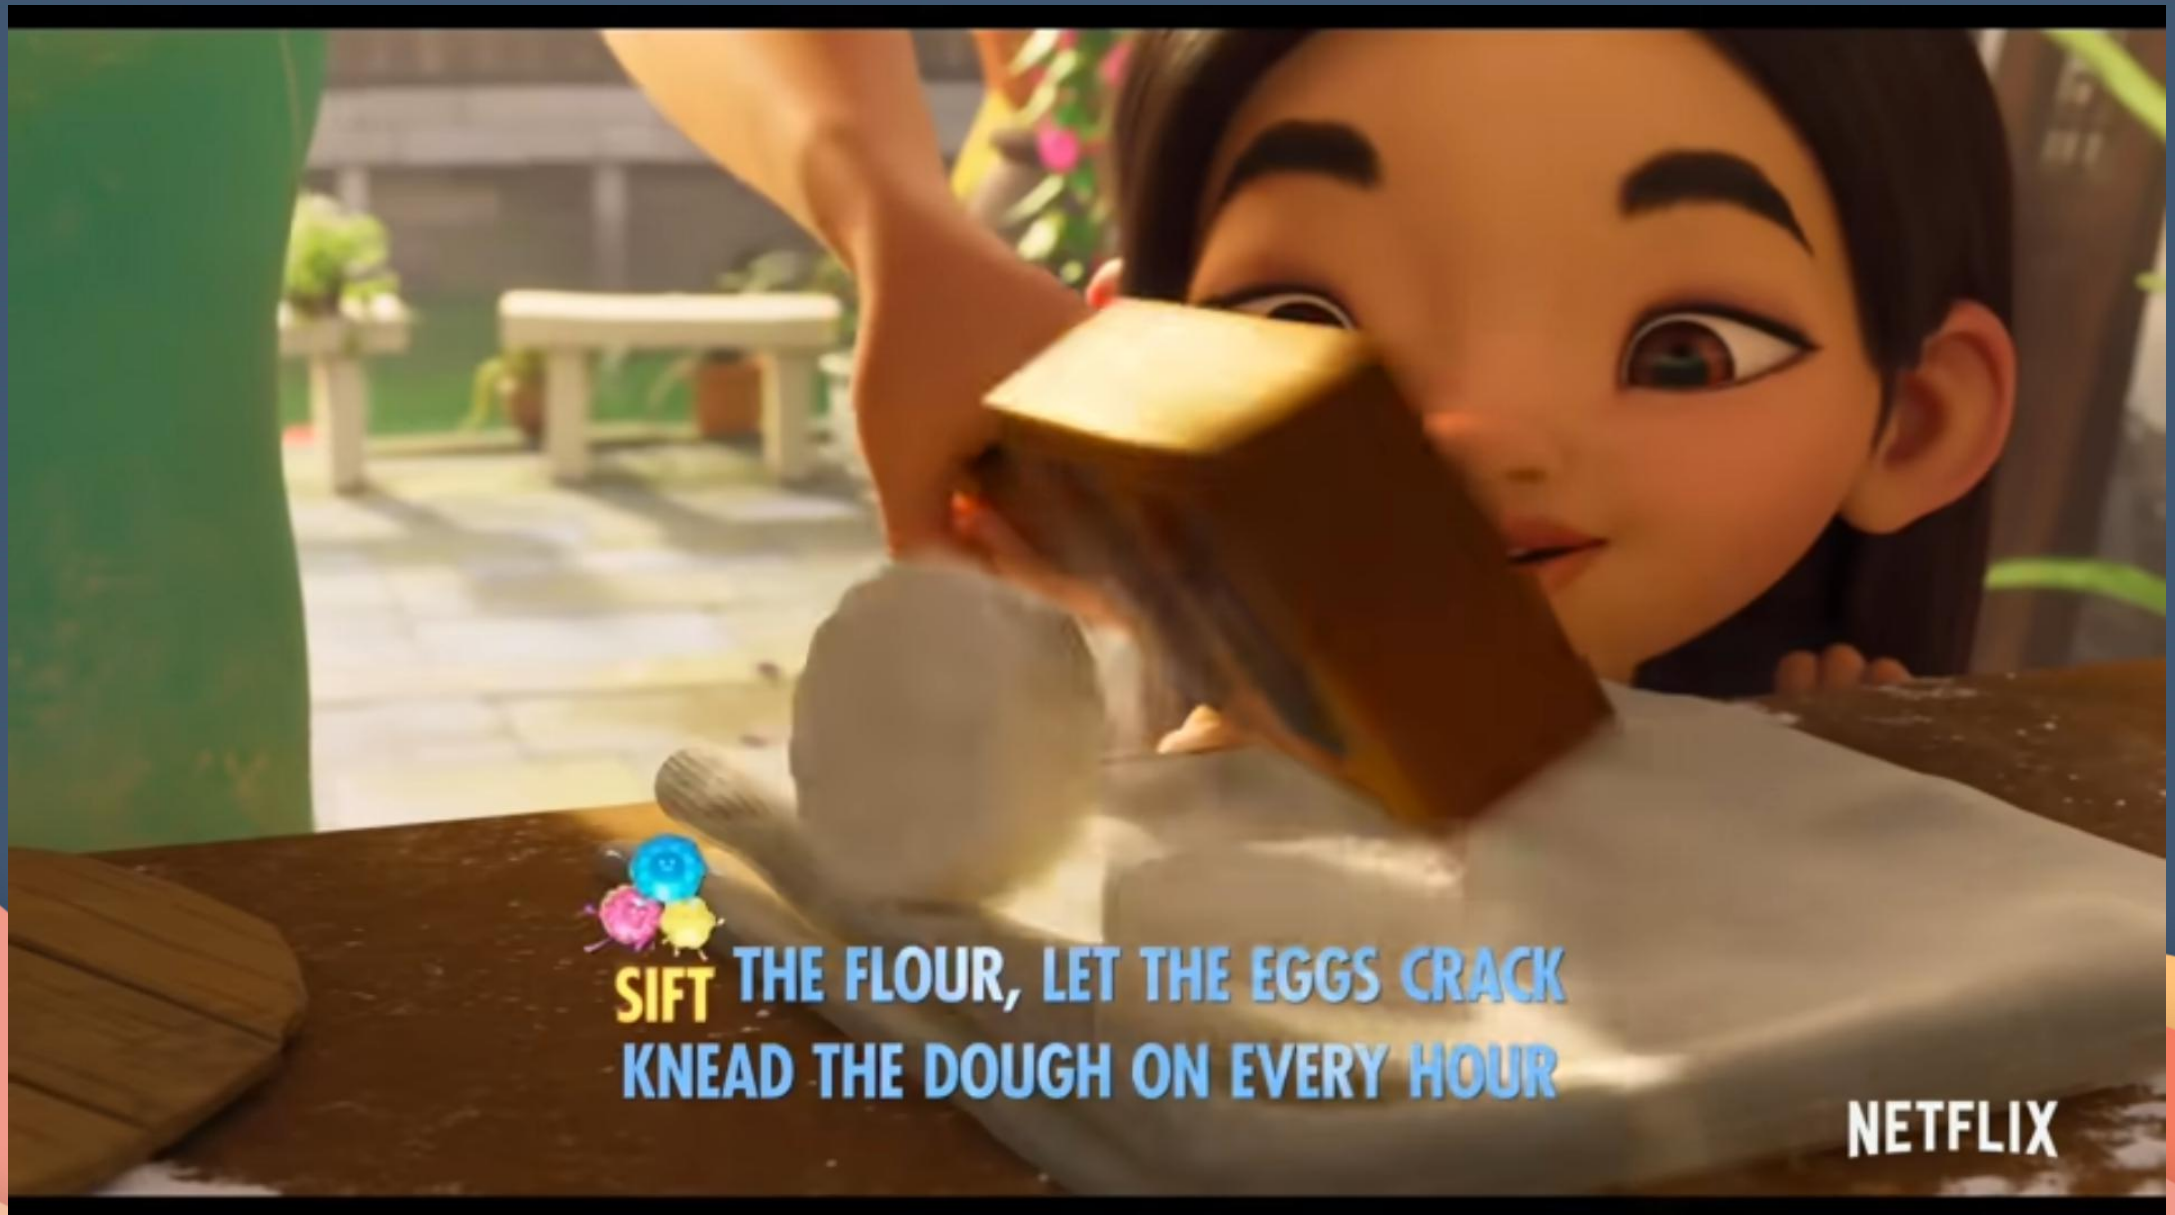 SIFT THE FLOUR, LET THE EGGS CRACK
KNEAD THE DOUGH ON EVERY HOUR
NETFLIX